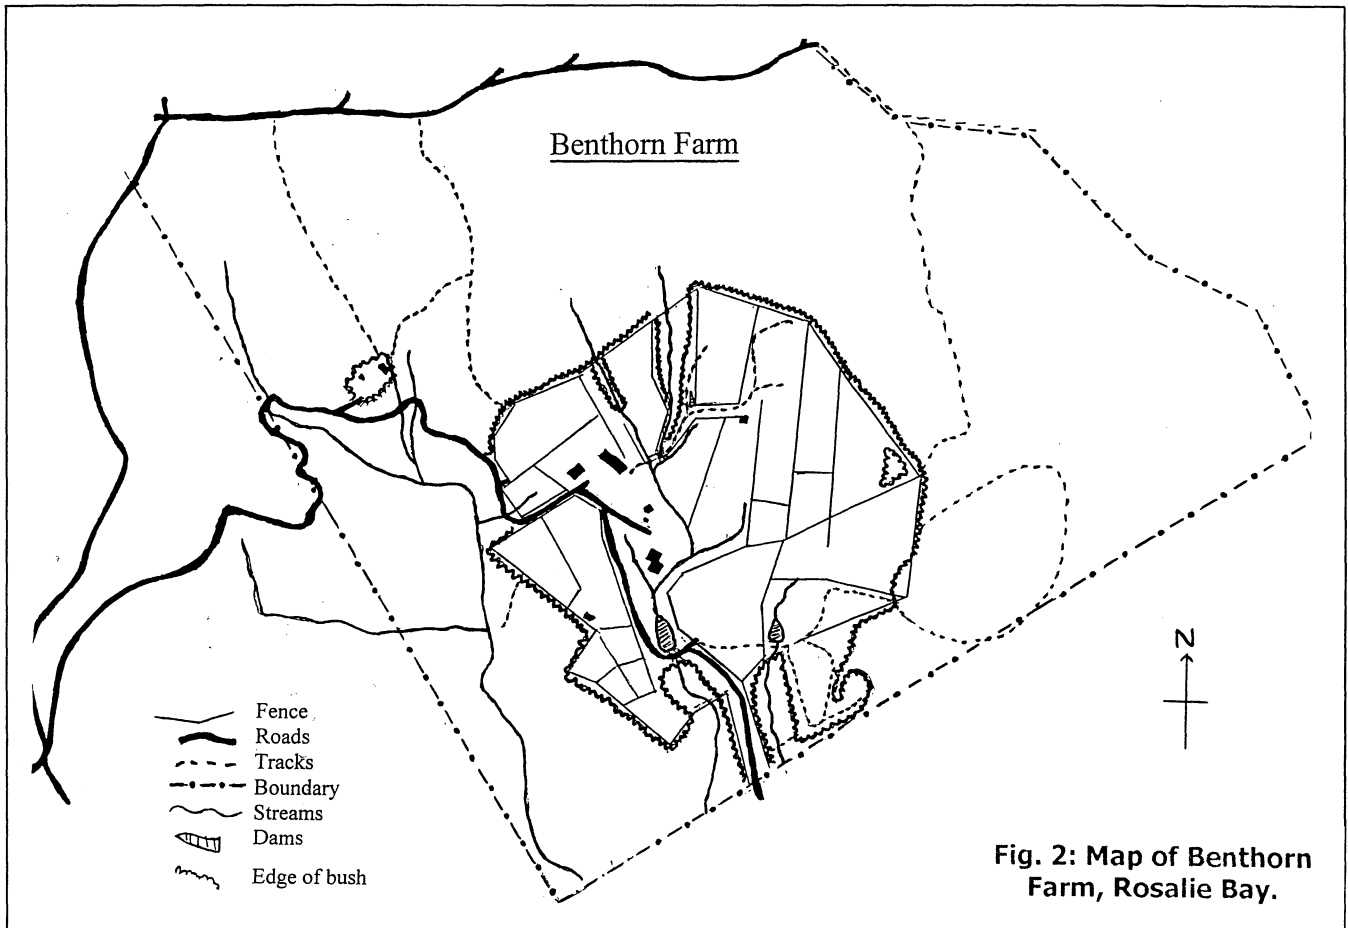 Benthorn Farm
N
Fence
Roads
Tracks
Boundary
Streams
Dams
Edge of bush
Fig. 2: Map of Benthorn
Farm, Rosalie Bay.